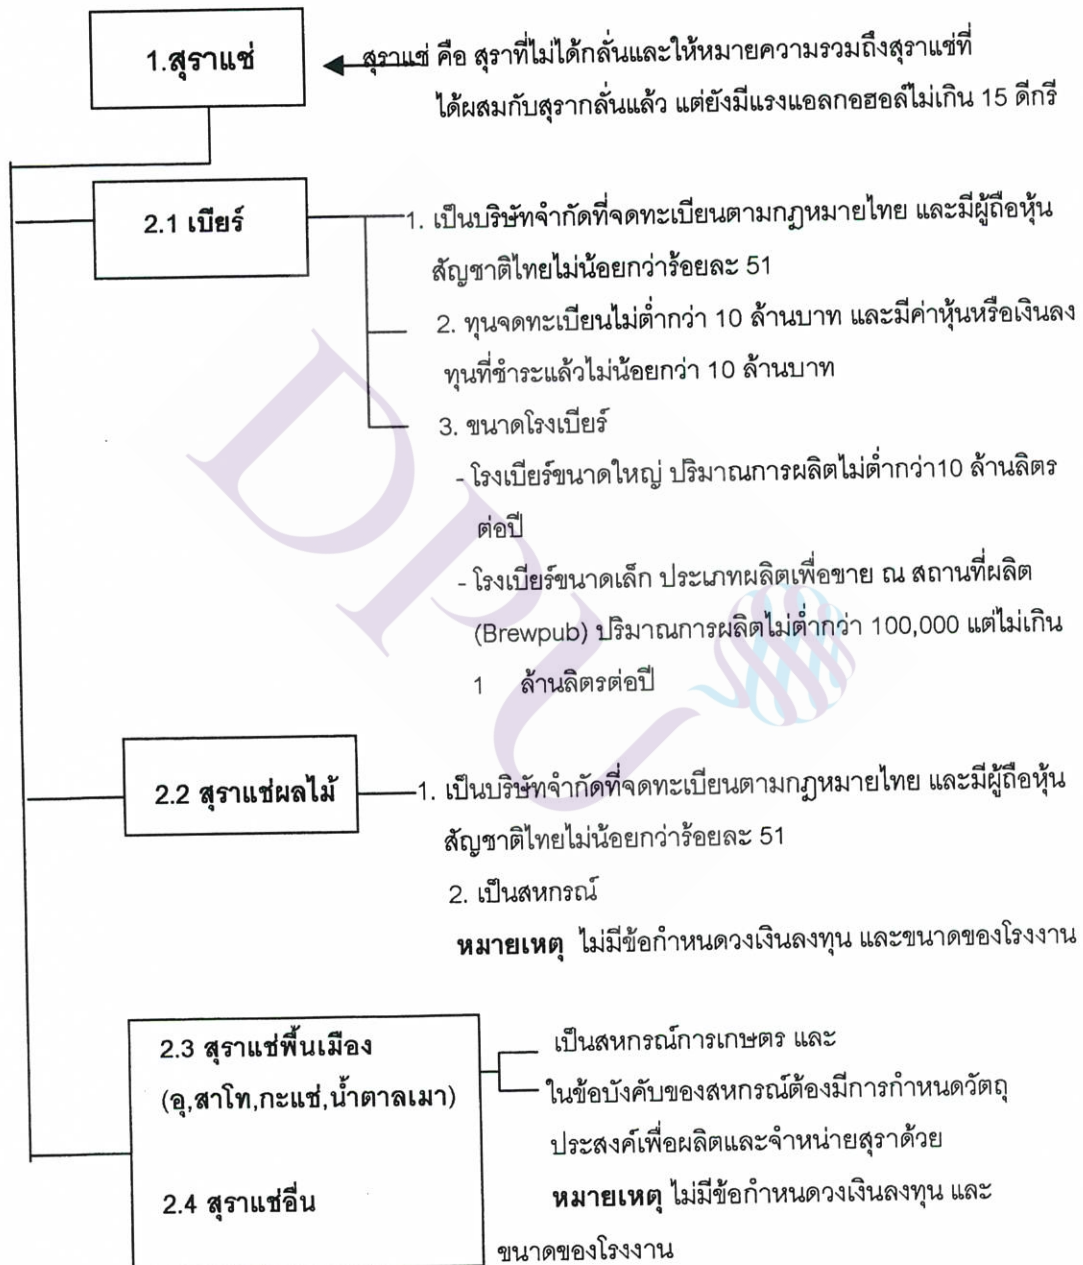 1.สุราแช่
สุราแช่ คือ สุราที่ไม่ได้กลั่นและให้หมายความรวมถึงสุราแช่ที่
ได้ผสมกับสุรากลั่นแล้ว แต่ยังมีแรงแอลกอฮอล์ไม่เกิน 15 ดีกรี
2.1 เบียร์
1. เป็นบริษัทจำกัดที่จดทะเบียนตามกฎหมายไทย และมีผู้ถือหุ้น
สัญชาติไทยไม่น้อยกว่าร้อยละ 51
2. ทุนจดทะเบียนไม่ต่ำกว่า 10 ล้านบาท และมีค่าหุ้นหรือเงินลง
ทุนที่ชำระแล้วไม่น้อยกว่า 10 ล้านบาท
3. ขนาดโรงเบียร์
- โรงเบียร์ขนาดใหญ่ ปริมาณการผลิตไม่ต่ำกว่า10 ล้านลิตร
ต่อปี
- โรงเบียร์ขนาดเล็ก ประเภทผลิตเพื่อขาย ณ สถานที่ผลิต
(Brewpub) ปริมาณการผลิตไม่ต่ำกว่า 100,000 แต่ไม่เกิน
1 ล้านลิตรต่อปี
2.2 สุราแช่ผลไม้
1. เป็นบริษัทจำกัดที่จดทะเบียนตามกฎหมายไทย และมีผู้ถือหุ้น
สัญชาติไทยไม่น้อยกว่าร้อยละ 51
2. เป็นสหกรณ์
หมายเหตุ ไม่มีข้อกำหนดวงเงินลงทุน และขนาดของโรงงาน
2.3 สุราแช่พื้นเมือง
(อุ,สาโท,กะแช่,น้ำตาลเมา)
2.4 สุราแช่อื่น
เป็นสหกรณ์การเกษตร และ
ในข้อบังคับของสหกรณ์ต้องมีการกำหนดวัตถุ
ประสงค์เพื่อผลิตและจำหน่ายสุราด้วย
หมายเหตุ ไม่มีข้อกำหนดวงเงินลงทุน และ
ขนาดของโรงงาน
DPU